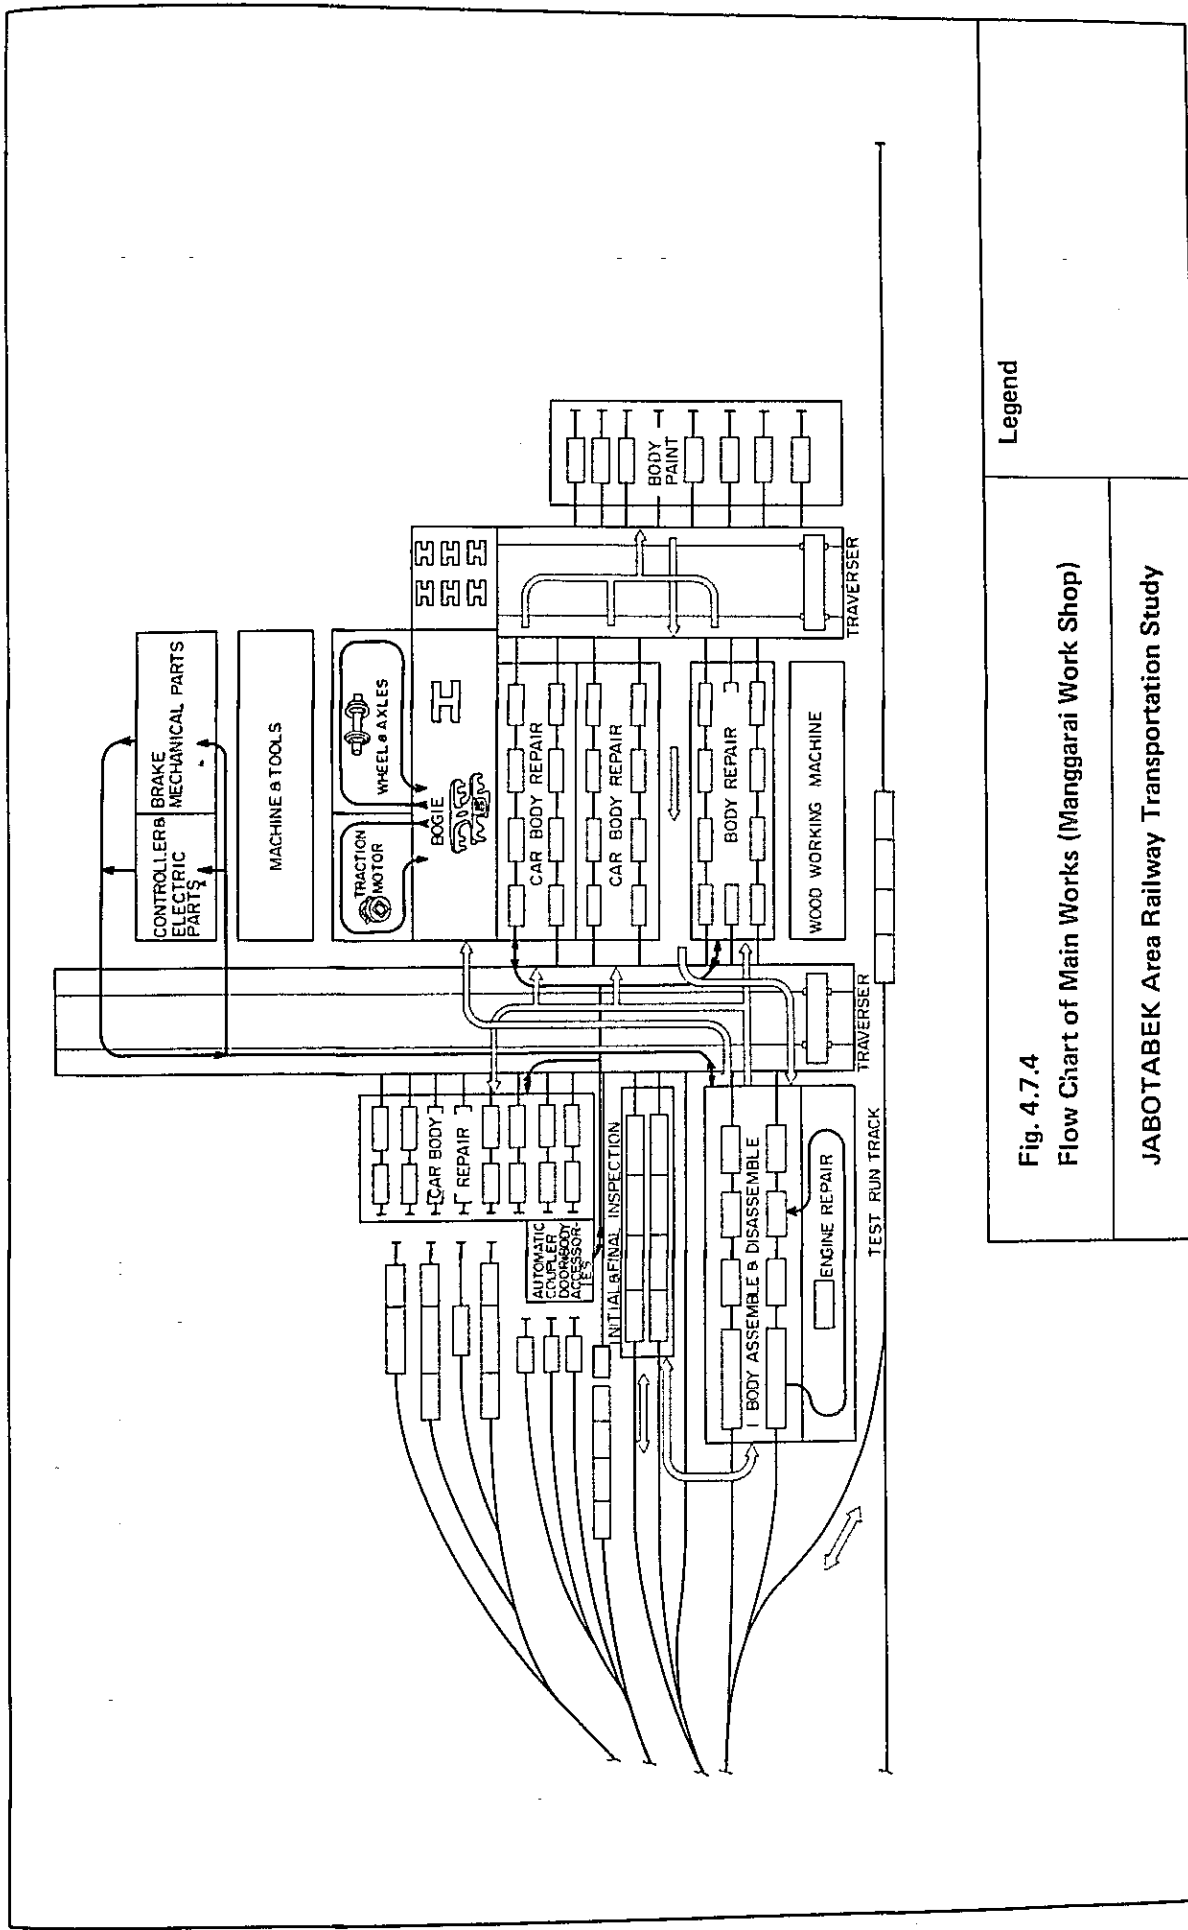 CONTROLLER &
ELECTRIC
PARTS
BRAKE
MECHANICAL PARTS
MACHINE & TOOLS
TRACTION
MOTOR
WHEEL & AXLES
BOGIE
CAR BODY REPAIR
CAR BODY REPAIR
BODY REPAIR
WOOD WORKING MACHINE
BODY
PAINT
TRAVERSER
TRAVERSER
CAR BODY
REPAIR
AUTOMATIC
COUPLER
DOOR BODY
ACCESSOR-
IES
INITIAL & FINAL INSPECTION
BODY ASSEMBLE & DISASSEMBLE
ENGINE REPAIR
TEST RUN TRACK
Fig. 4.7.4
Flow Chart of Main Works (Manggarai Work Shop)
JABOTABEK Area Railway Transportation Study
Legend